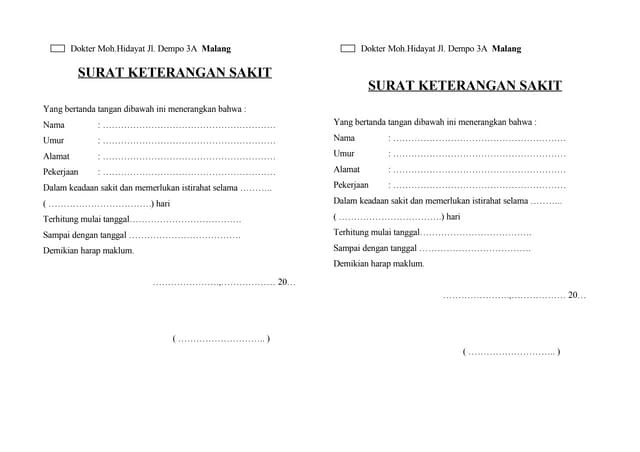 Dokter Moh.Hidayat Jl. Dempo 3A Malang
SURAT KETERANGAN SAKIT
Yang bertanda tangan dibawah ini menerangkan bahwa :
Nama : …………………………………………………
Umur : …………………………………………………
Alamat : …………………………………………………
Pekerjaan : …………………………………………………
Dalam keadaan sakit dan memerlukan istirahat selama ………..
( …………………………….) hari
Terhitung mulai tanggal……………………………….
Sampai dengan tanggal ……………………………….
Demikian harap maklum.
………………….,……………… 20…
( ……………………….. )
Dokter Moh.Hidayat Jl. Dempo 3A Malang
SURAT KETERANGAN SAKIT
Yang bertanda tangan dibawah ini menerangkan bahwa :
Nama : …………………………………………………
Umur : …………………………………………………
Alamat : …………………………………………………
Pekerjaan : …………………………………………………
Dalam keadaan sakit dan memerlukan istirahat selama ………..
( …………………………….) hari
Terhitung mulai tanggal……………………………….
Sampai dengan tanggal ……………………………….
Demikian harap maklum.
………………….,……………… 20…
( ……………………….. )